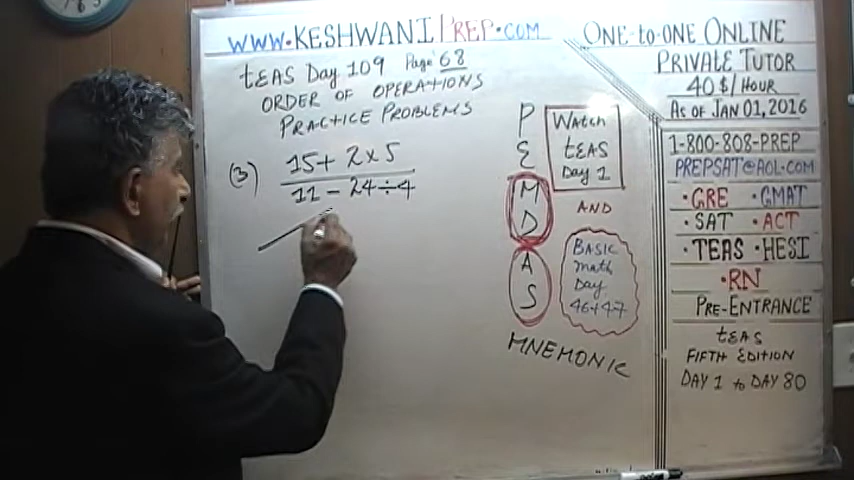 WWW.KESHWANIPREP.COM
TEAS DAY 109 PAGE 68
ORDER OF OPERATIONS
PRACTICE PROBLEMS
(3) 15 + 2 × 5
11 − 24 ÷ 4
P
E
M
D
A
S
MNEMONIC
WATCH
TEAS
DAY 1
AND
BASIC
MATH
DAY
46+47
ONE-TO-ONE ONLINE
PRIVATE TUTOR
40 $/HOUR
AS OF JAN 01, 2016
1-800-808-PREP
PREPSAT@AOL.COM
•GRE •GMAT
•SAT •ACT
•TEAS •HESI
•RN
PRE-ENTRANCE
TEAS
FIFTH EDITION
DAY 1 TO DAY 80